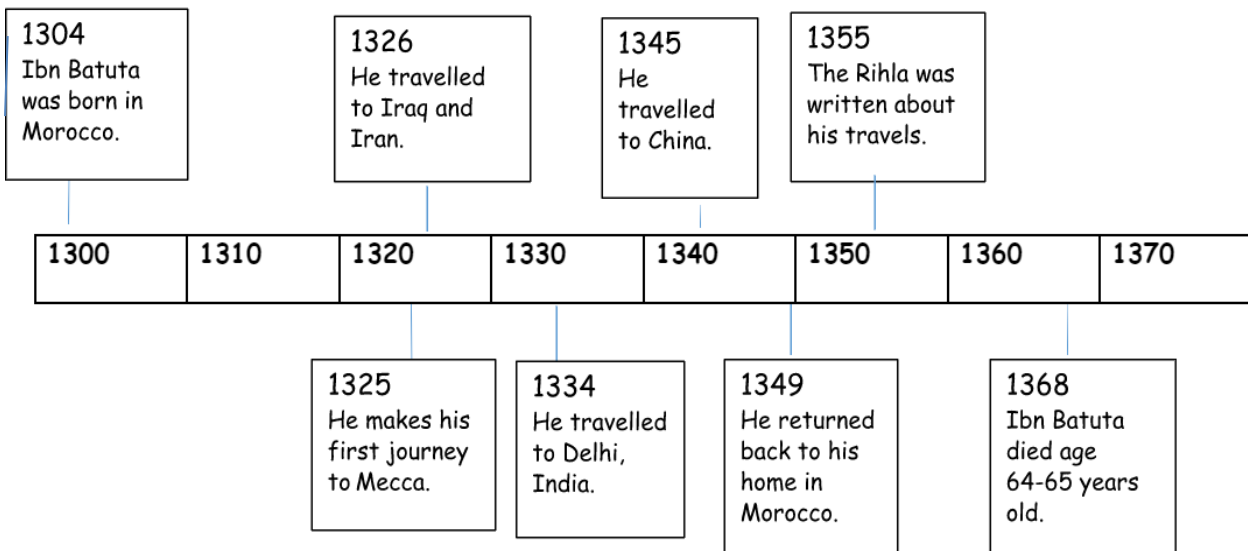 1304
Ibn Batuta
was born in
Morocco.
1326
He travelled
to Iraq and
Iran.
1345
He
travelled
to China.
1355
The Rihla was
written about
his travels.
1300 1310 1320 1330 1340 1350 1360 1370
1325
He makes his
first journey
to Mecca.
1334
He travelled
to Delhi,
India.
1349
He returned
back to his
home in
Morocco.
1368
Ibn Batuta
died age
64-65 years
old.